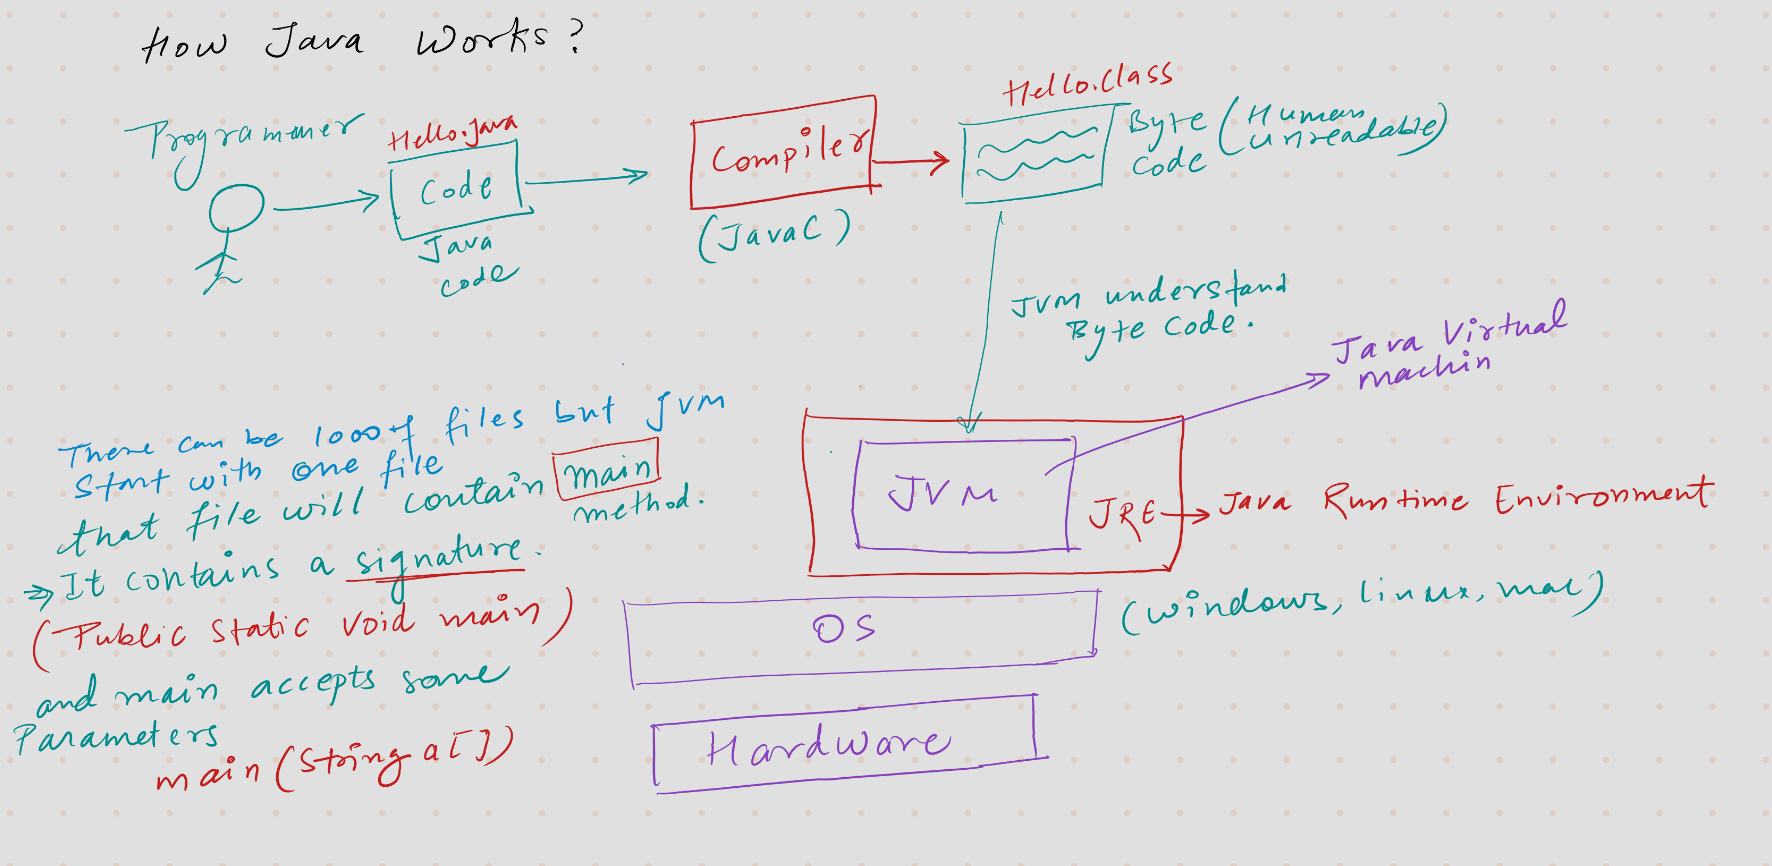 How Java Works?
Programmer
Hello.java
Code
Java
code
Compiler
(JavaC)
Hello.Class
Byte
code
(Human
unreadable)
JVM understand
Byte Code.
Java Virtual
machin
JVM
JRE
Java Runtime Environment
OS
(windows, linux, mac)
Hardware
There can be 1000 of files but JVM
Start with one file
that file will contain main
method.
It contains a signature.
(Public Static Void main)
and main accepts some
Parameters
main (String a[])